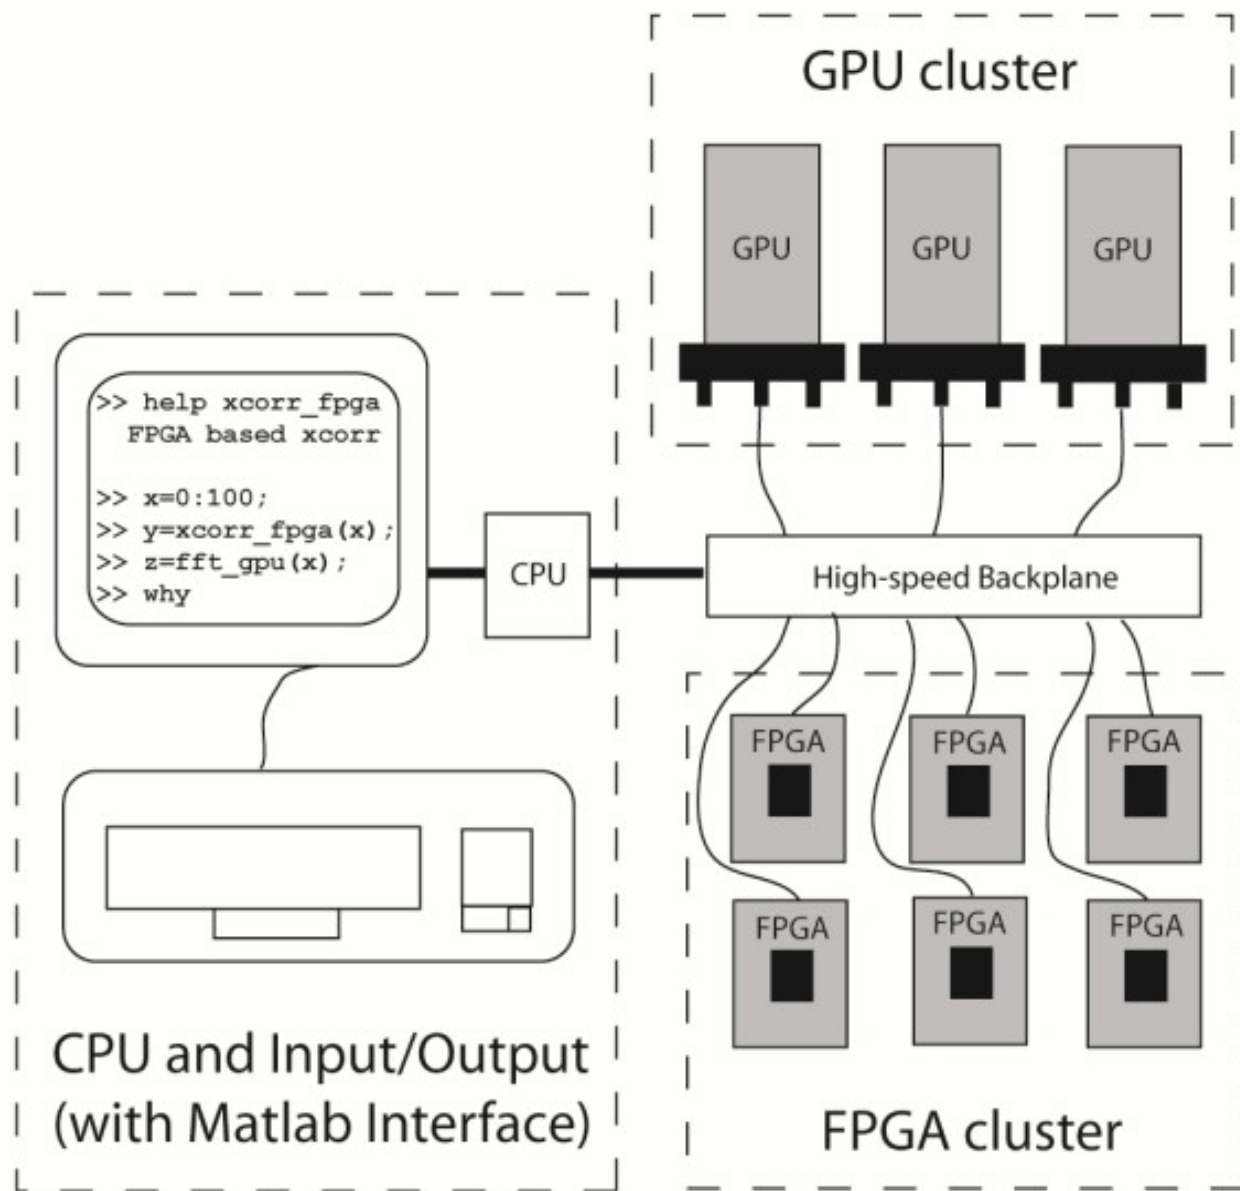 GPU cluster
GPU
GPU
GPU
>> help xcorr_fpga
FPGA based xcorr
>> x=0:100;
>> y=xcorr_fpga(x);
>> z=fft_gpu(x);
>> why
CPU
High-speed Backplane
FPGA
FPGA
FPGA
FPGA
FPGA
FPGA
CPU and Input/Output
(with Matlab Interface)
FPGA cluster